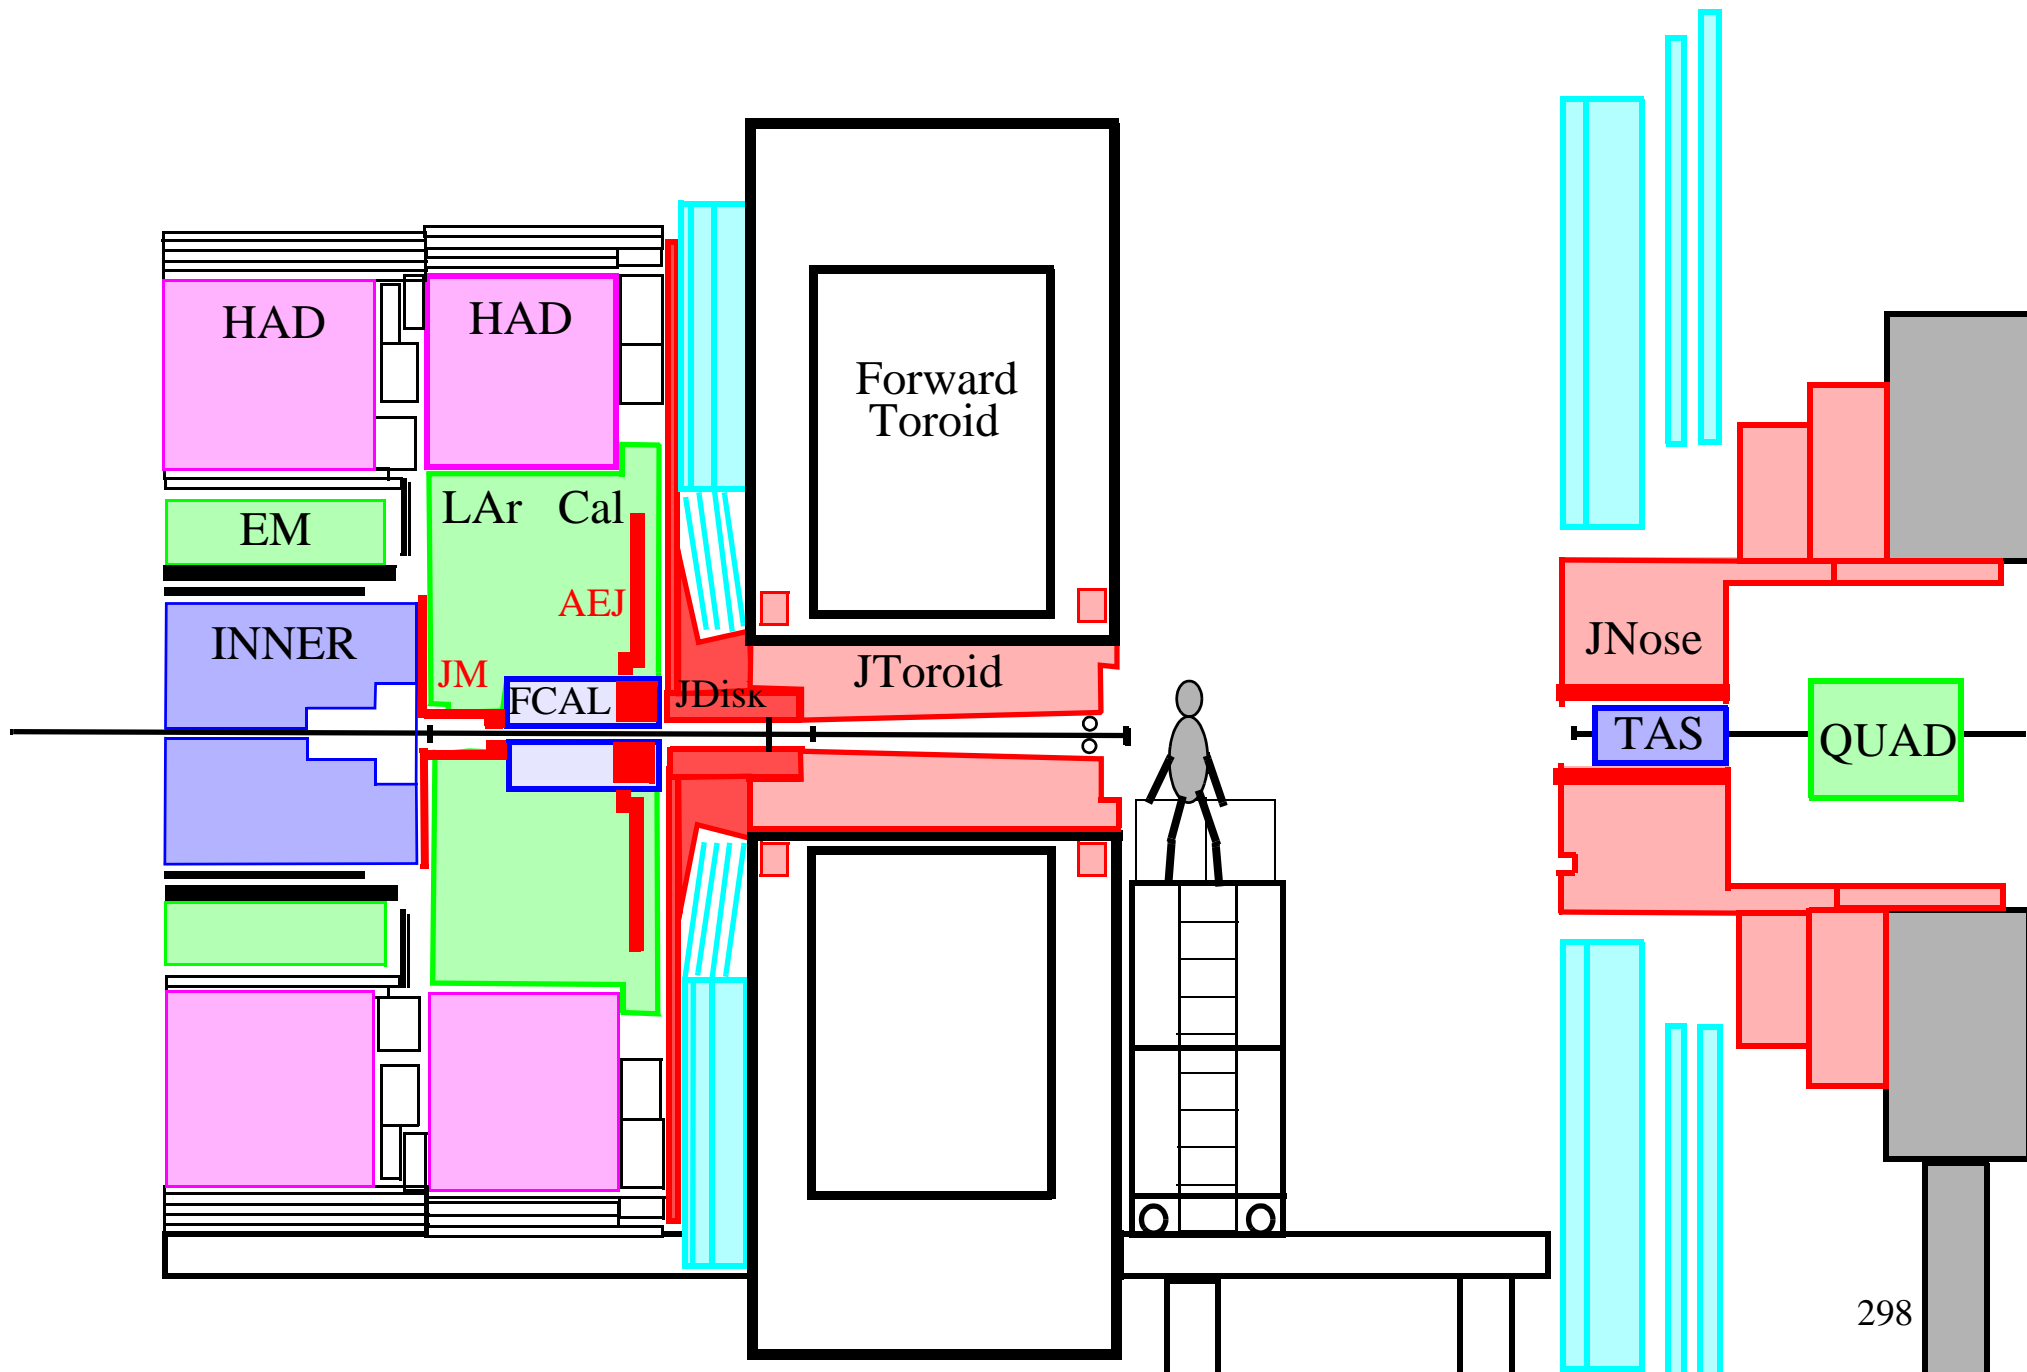 HAD
HAD
Forward
Toroid
LAr Cal
EM
AEJ
INNER
JM
FCAL
JDisk
JToroid
JNose
TAS
QUAD
298